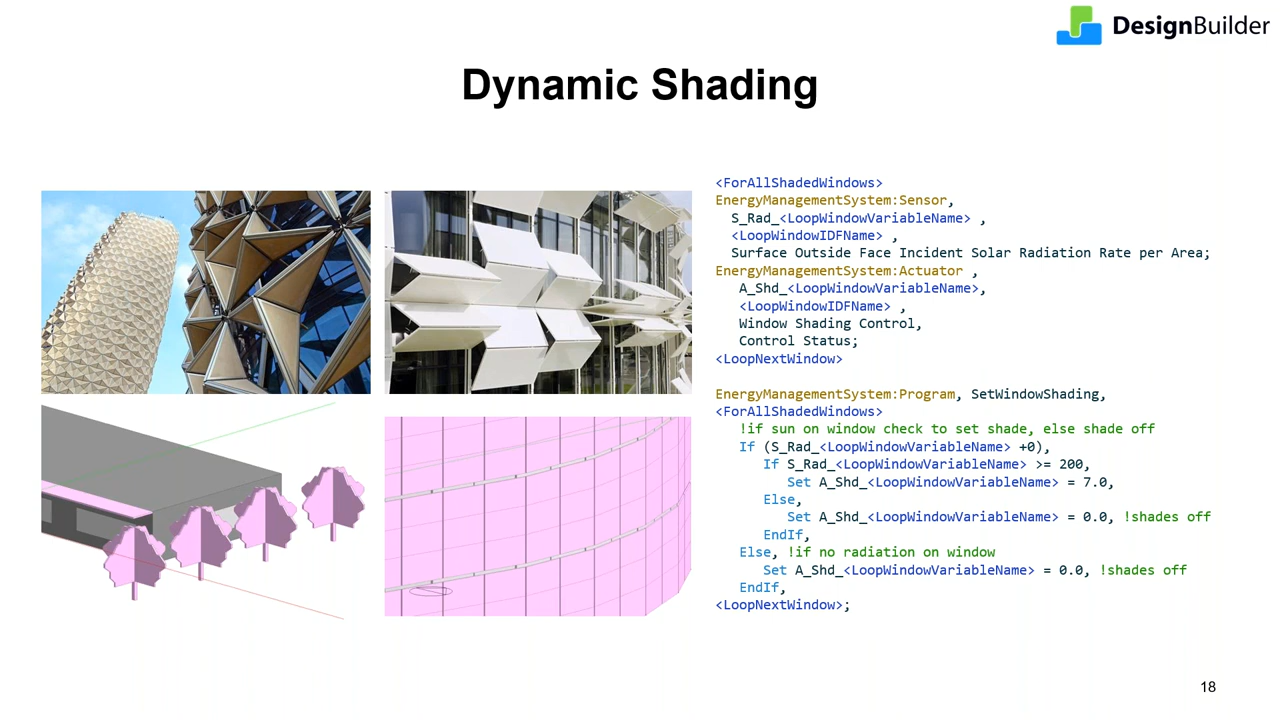 DesignBuilder
Dynamic Shading
<ForAllShadedWindows>
EnergyManagementSystem:Sensor,
S_Rad_<LoopWindowVariableName> ,
<LoopWindowIDFName> ,
Surface Outside Face Incident Solar Radiation Rate per Area;
EnergyManagementSystem:Actuator ,
A_Shd_<LoopWindowVariableName>,
<LoopWindowIDFName> ,
Window Shading Control,
Control Status;
<LoopNextWindow>
EnergyManagementSystem:Program, SetWindowShading,
<ForAllShadedWindows>
!if sun on window check to set shade, else shade off
If (S_Rad_<LoopWindowVariableName> +0),
If S_Rad_<LoopWindowVariableName> >= 200,
Set A_Shd_<LoopWindowVariableName> = 7.0,
Else,
Set A_Shd_<LoopWindowVariableName> = 0.0, !shades off
EndIf,
Else, !if no radiation on window
Set A_Shd_<LoopWindowVariableName> = 0.0, !shades off
EndIf,
<LoopNextWindow>;
18